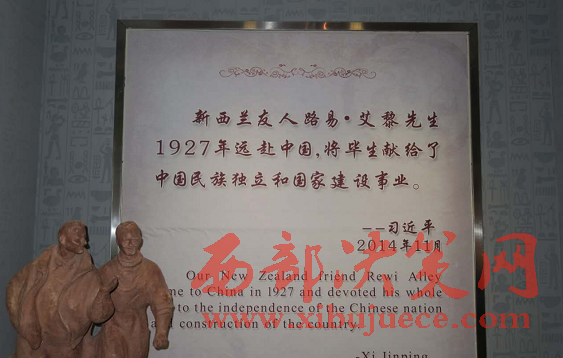 新西兰友人路易·艾黎先生
1927年远赴中国,将毕生献给了
中国民族独立和国家建设事业。
--习近平
2014年11月
Our New Zealand friend Rewi Alley
me to China in 1927 and devoted his whole
to the independence of the Chinese nation
and construction of the country.
-Xi Jinping
西部决发网
www.xibujuece.com